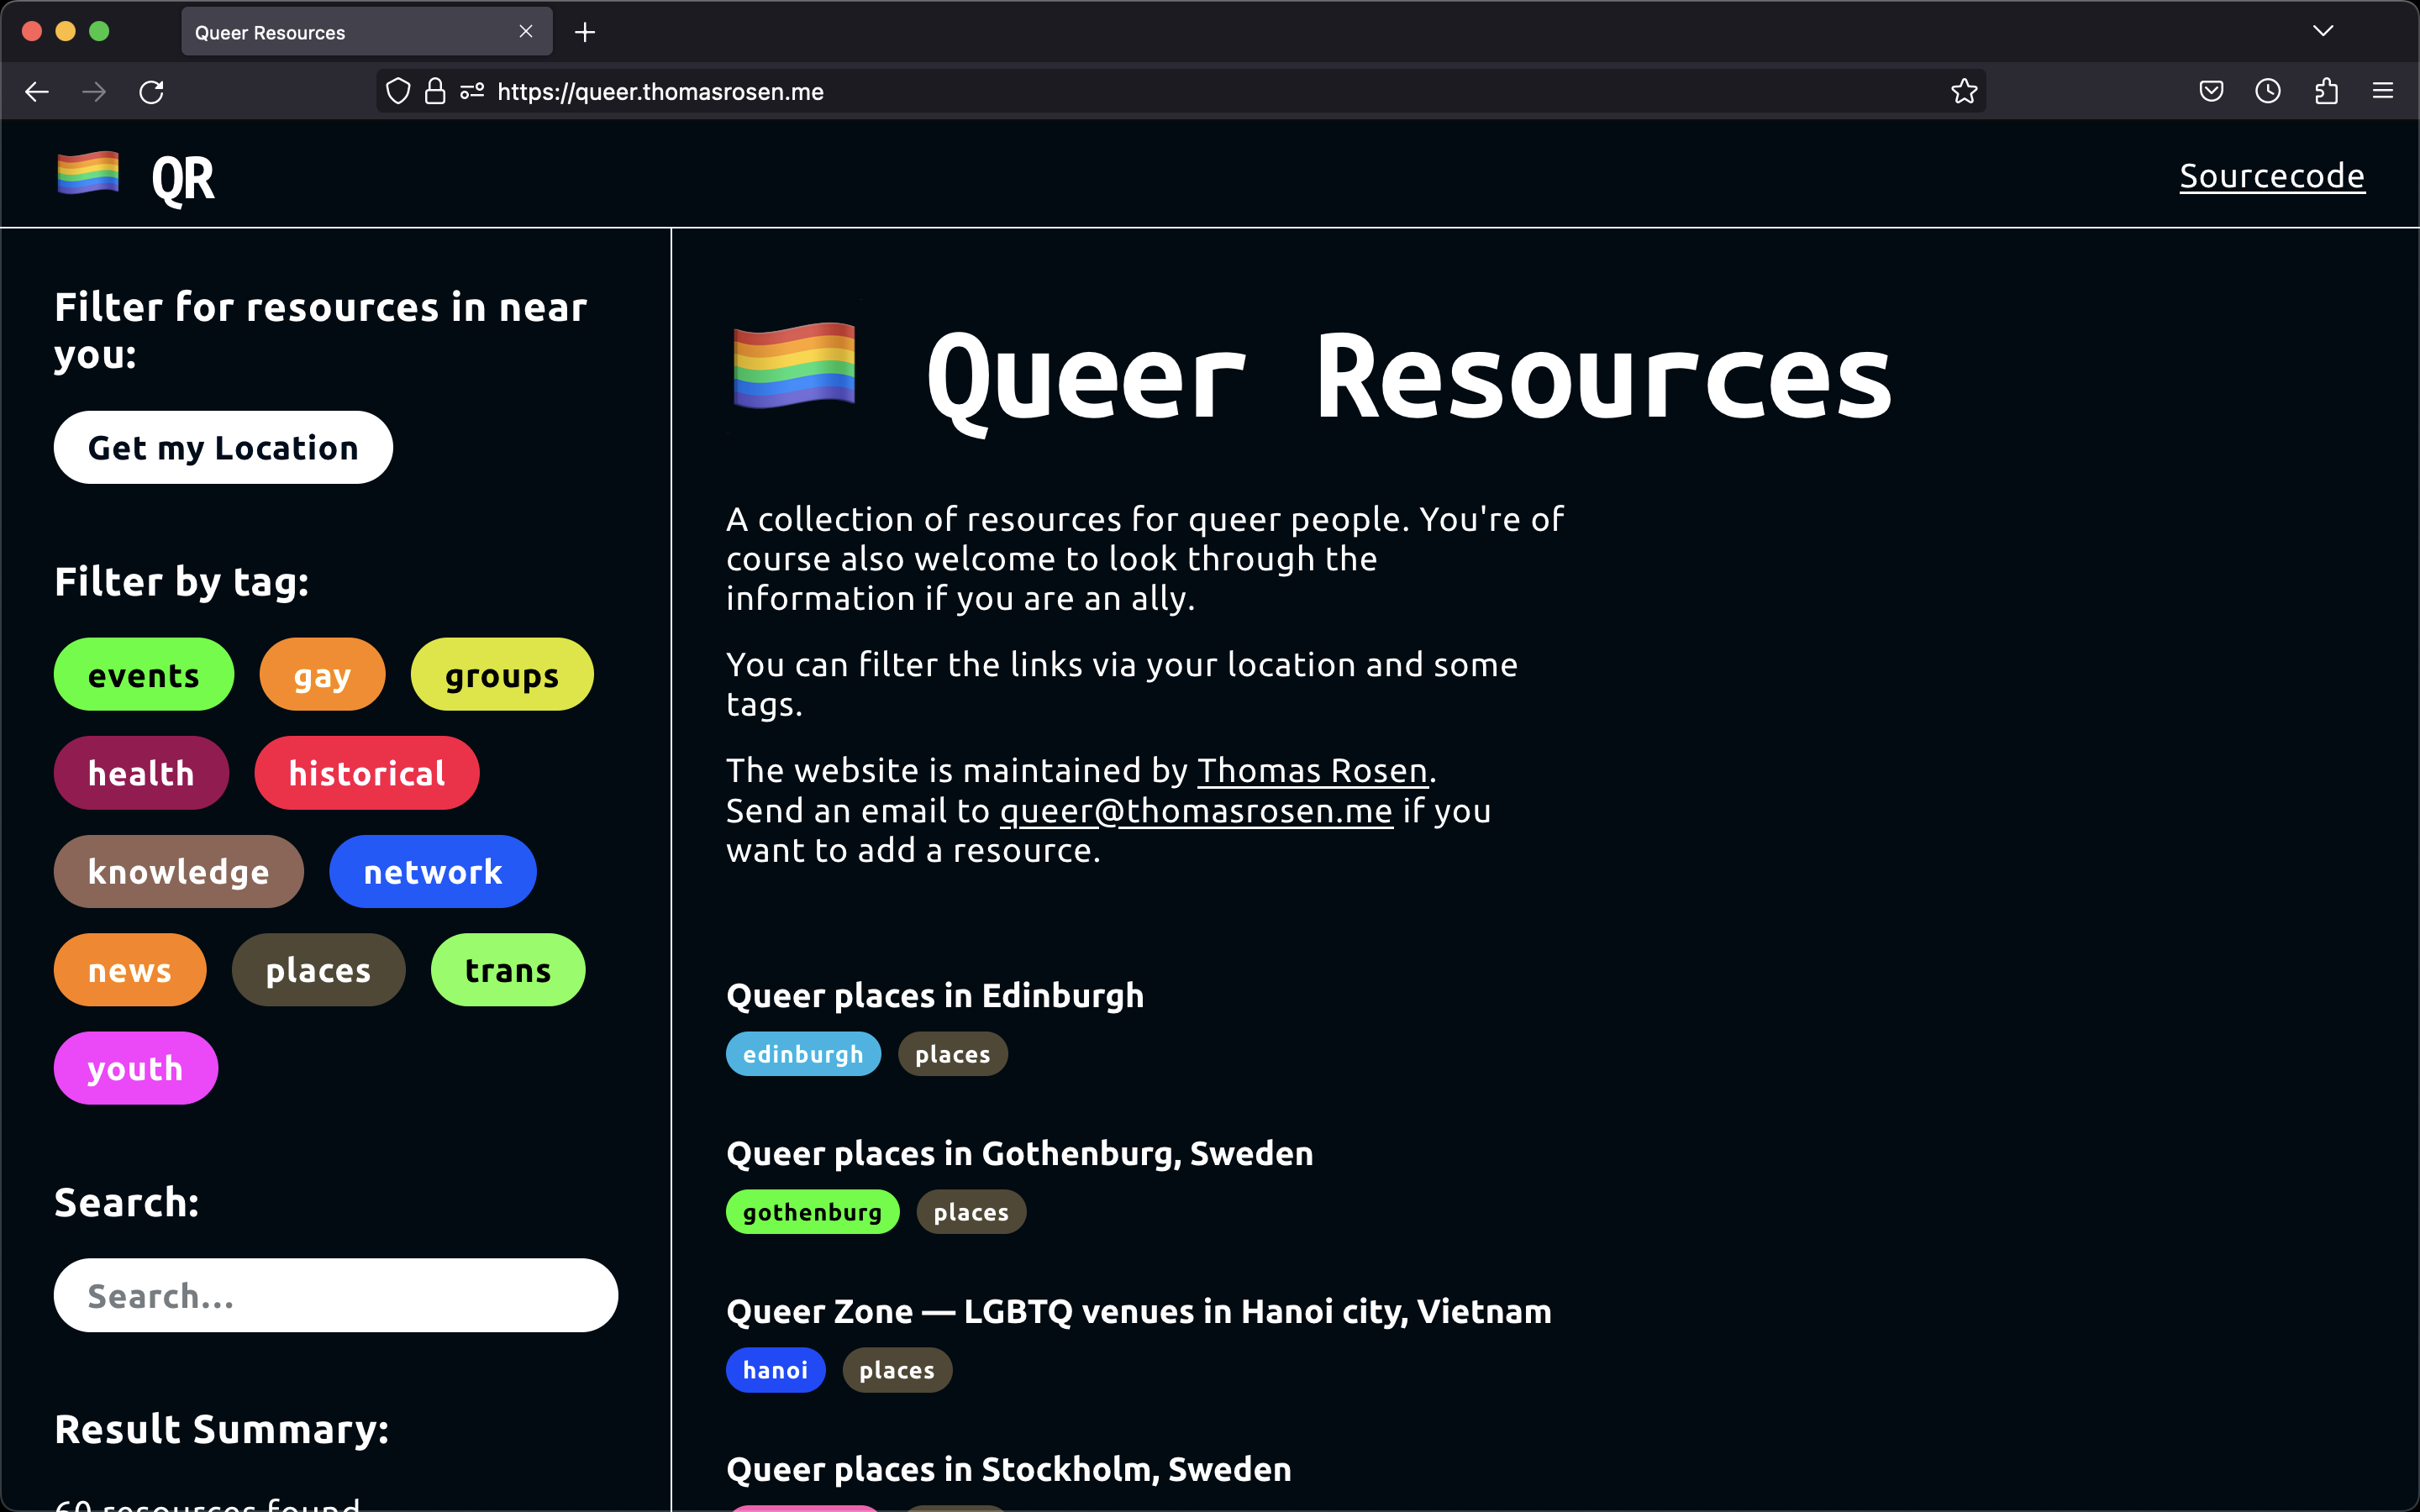 Queer Resources
https://queer.thomasrosen.me
QR
Sourcecode
Filter for resources in near
you:
Get my Location
Filter by tag:
events
gay
groups
health
historical
knowledge
network
news
places
trans
youth
Search:
Search...
Result Summary:
60 resources found
Queer Resources
A collection of resources for queer people. You're of
course also welcome to look through the
information if you are an ally.
You can filter the links via your location and some
tags.
The website is maintained by Thomas Rosen.
Send an email to queer@thomasrosen.me if you
want to add a resource.
Queer places in Edinburgh
edinburgh
places
Queer places in Gothenburg, Sweden
gothenburg
places
Queer Zone — LGBTQ venues in Hanoi city, Vietnam
hanoi
places
Queer places in Stockholm, Sweden